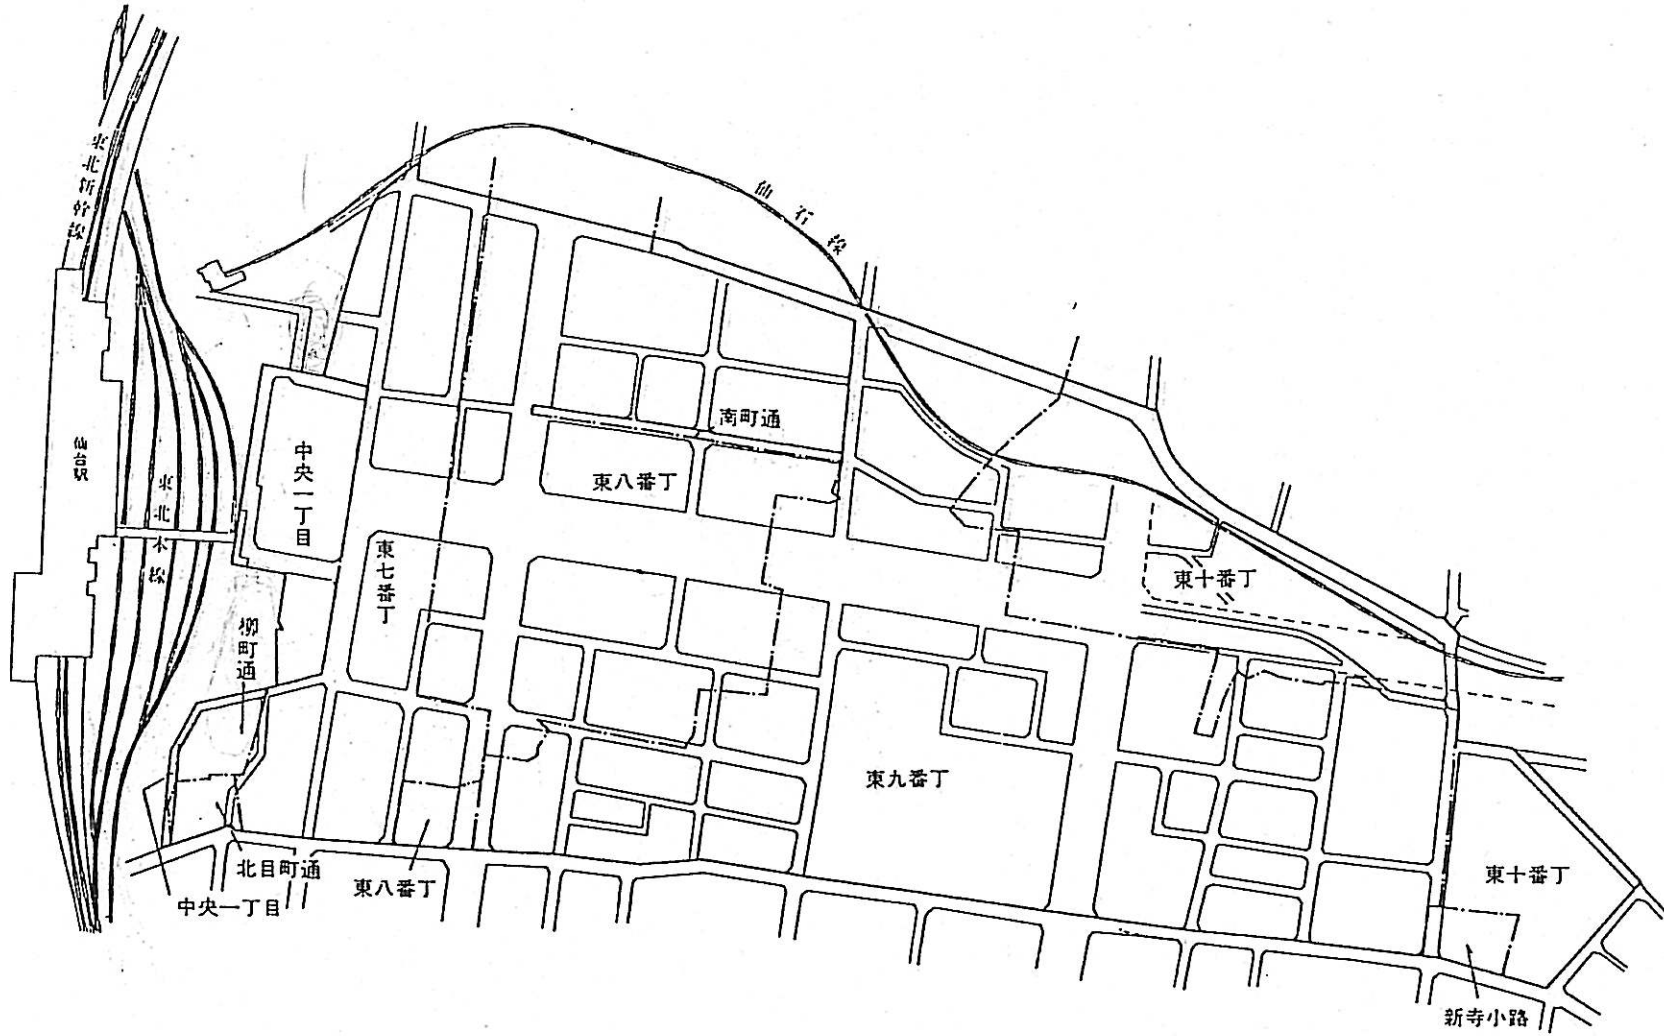 東北新幹線
仙石線
仙台駅
東北本線
中央一丁目
南町通
東八番丁
東七番丁
東十番丁
柳町通
東九番丁
北目町通
東八番丁
中央一丁目
東十番丁
新寺小路